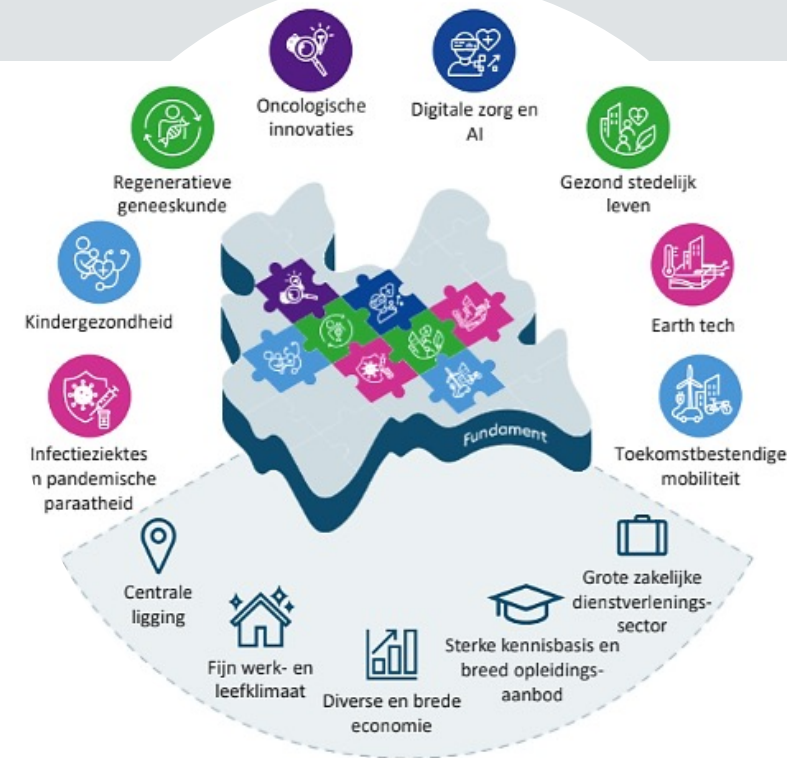 Oncologische
innovaties
Digitale zorg en
AI
Regeneratieve
geneeskunde
Gezond stedelijk
leven
Kindergezondheid
Earth tech
Infectieziektes
n pandemische
paraatheid
Fundament
Toekomstbestendige
mobiliteit
Centrale
ligging
Fijn werk- en
leefklimaat
Diverse en brede
economie
Sterke kennisbasis en
breed opleidings-
aanbod
Grote zakelijke
dienstverlenings-
sector